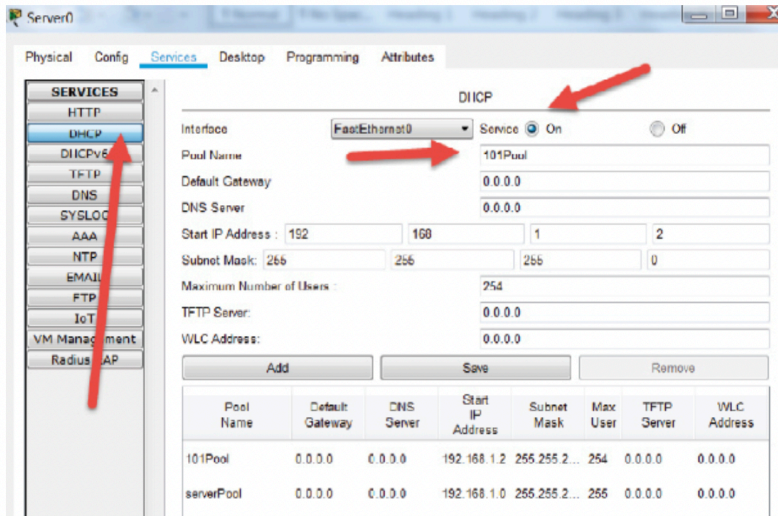 Server0
Physical Config Services Desktop Programming Attributes
SERVICES
HTTP
DHCP
DHCPv6
TFTP
DNS
SYSLOG
AAA
NTP
EMAIL
FTP
IoT
VM Management
Radius EAP
DHCP
Interface FastEthernet0 Service On Off
Pool Name 101Pool
Default Gateway 0.0.0.0
DNS Server 0.0.0.0
Start IP Address : 192 168 1 2
Subnet Mask: 255 255 255 0
Maximum Number of Users : 254
TFTP Server: 0.0.0.0
WLC Address: 0.0.0.0
Add Save Remove
Pool Name Default Gateway DNS Server Start IP Address Subnet Mask Max User TFTP Server WLC Address
101Pool 0.0.0.0 0.0.0.0 192.168.1.2 255.255.2... 254 0.0.0.0 0.0.0.0
serverPool 0.0.0.0 0.0.0.0 192.168.1.0 255.255.2... 255 0.0.0.0 0.0.0.0